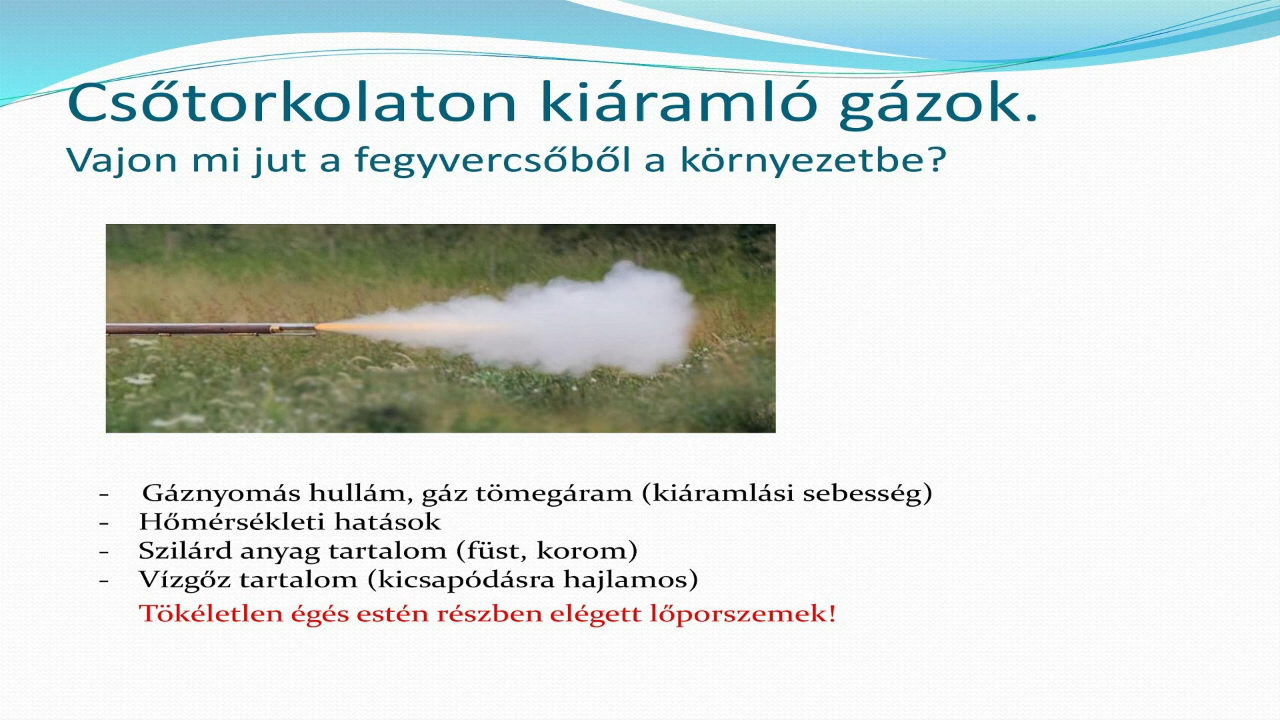 Csőtorkolaton kiáramló gázok.
Vajon mi jut a fegyvercsőből a környezetbe?
- Gáznyomás hullám, gáz tömegáram (kiáramlási sebesség)
- Hőmérsékleti hatások
- Szilárd anyag tartalom (füst, korom)
- Vízgőz tartalom (kicsapódásra hajlamos)
Tökéletlen égés estén részben elégett lőporszemek!